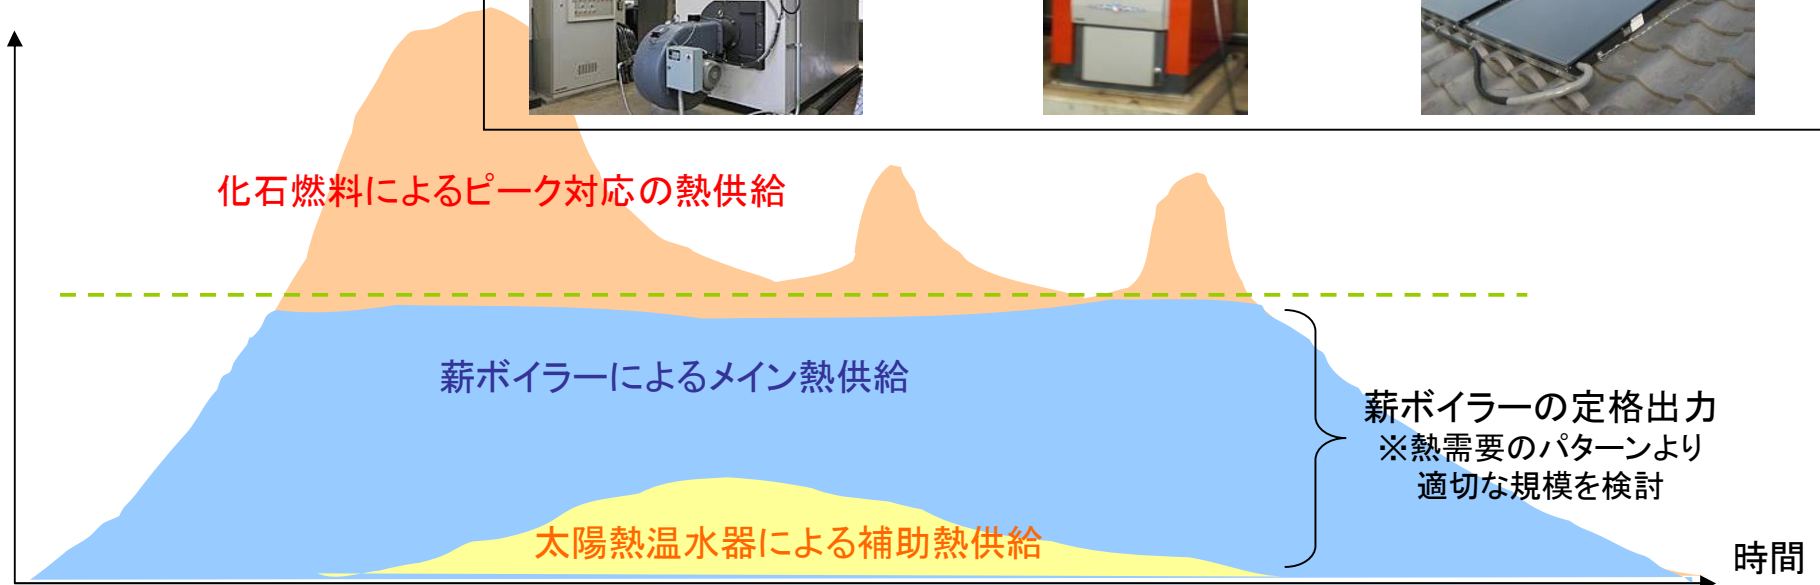 化石燃料によるピーク対応の熱供給
薪ボイラーによるメイン熱供給
薪ボイラーの定格出力
※熱需要のパターンより
適切な規模を検討
太陽熱温水器による補助熱供給
時間